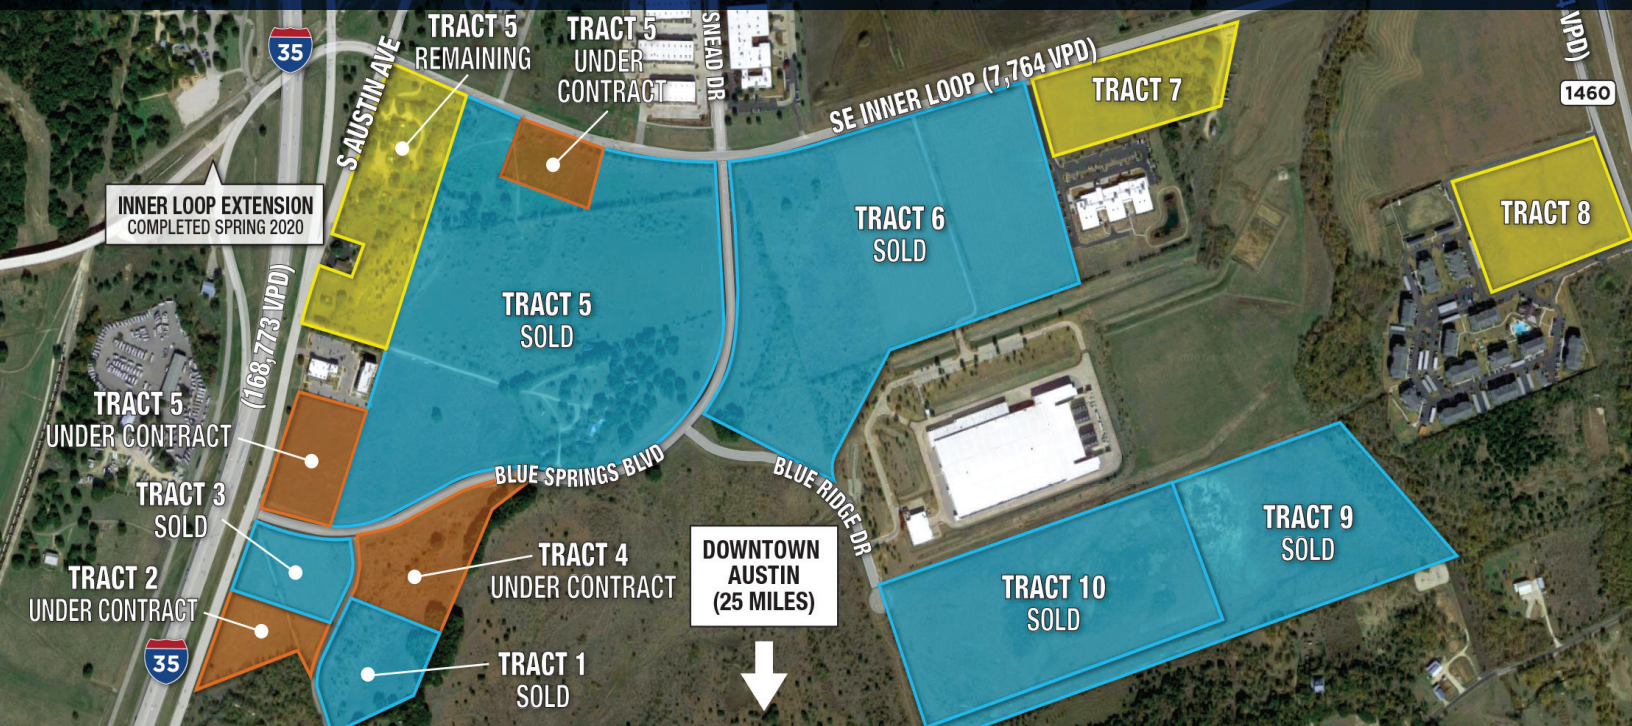 35
S AUSTIN AVE
TRACT 5
REMAINING
TRACT 5
UNDER
CONTRACT
SNEAD DR
SE INNER LOOP (7,764 VPD)
TRACT 7
VPD)
1460
TRACT 8
INNER LOOP EXTENSION
COMPLETED SPRING 2020
(168,773 VPD)
TRACT 6
SOLD
TRACT 5
SOLD
TRACT 5
UNDER CONTRACT
BLUE SPRINGS BLVD
BLUE RIDGE DR
TRACT 3
SOLD
TRACT 9
SOLD
TRACT 4
UNDER CONTRACT
DOWNTOWN
AUSTIN
(25 MILES)
TRACT 2
UNDER CONTRACT
TRACT 10
SOLD
35
TRACT 1
SOLD